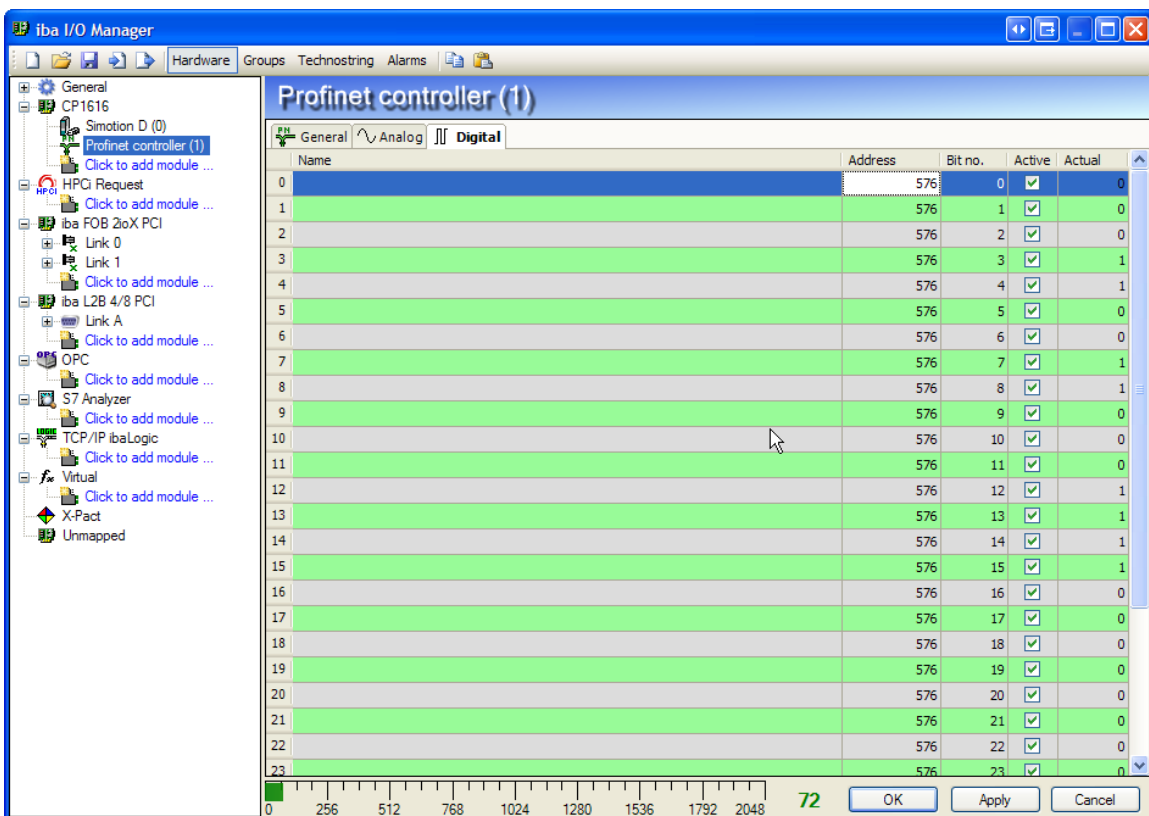 iba I/O Manager
Hardware Groups Technostring Alarms
General
CP1616
Simotion D (0)
Profinet controller (1)
Click to add module ...
HPCi Request
Click to add module ...
iba FOB 2ioX PCI
Link 0
Link 1
Click to add module ...
iba L2B 4/8 PCI
Link A
Click to add module ...
OPC
Click to add module ...
S7 Analyzer
Click to add module ...
TCP/IP ibaLogic
Click to add module ...
Virtual
Click to add module ...
X-Pact
Unmapped
Profinet controller (1)
General Analog Digital
Name Address Bit no. Active Actual
0 576 0 0
1 576 1 0
2 576 2 0
3 576 3 1
4 576 4 1
5 576 5 0
6 576 6 0
7 576 7 1
8 576 8 1
9 576 9 0
10 576 10 0
11 576 11 0
12 576 12 1
13 576 13 1
14 576 14 1
15 576 15 1
16 576 16 0
17 576 17 0
18 576 18 0
19 576 19 0
20 576 20 0
21 576 21 0
22 576 22 0
23 576 23 0
0 256 512 768 1024 1280 1536 1792 2048
72 OK Apply Cancel